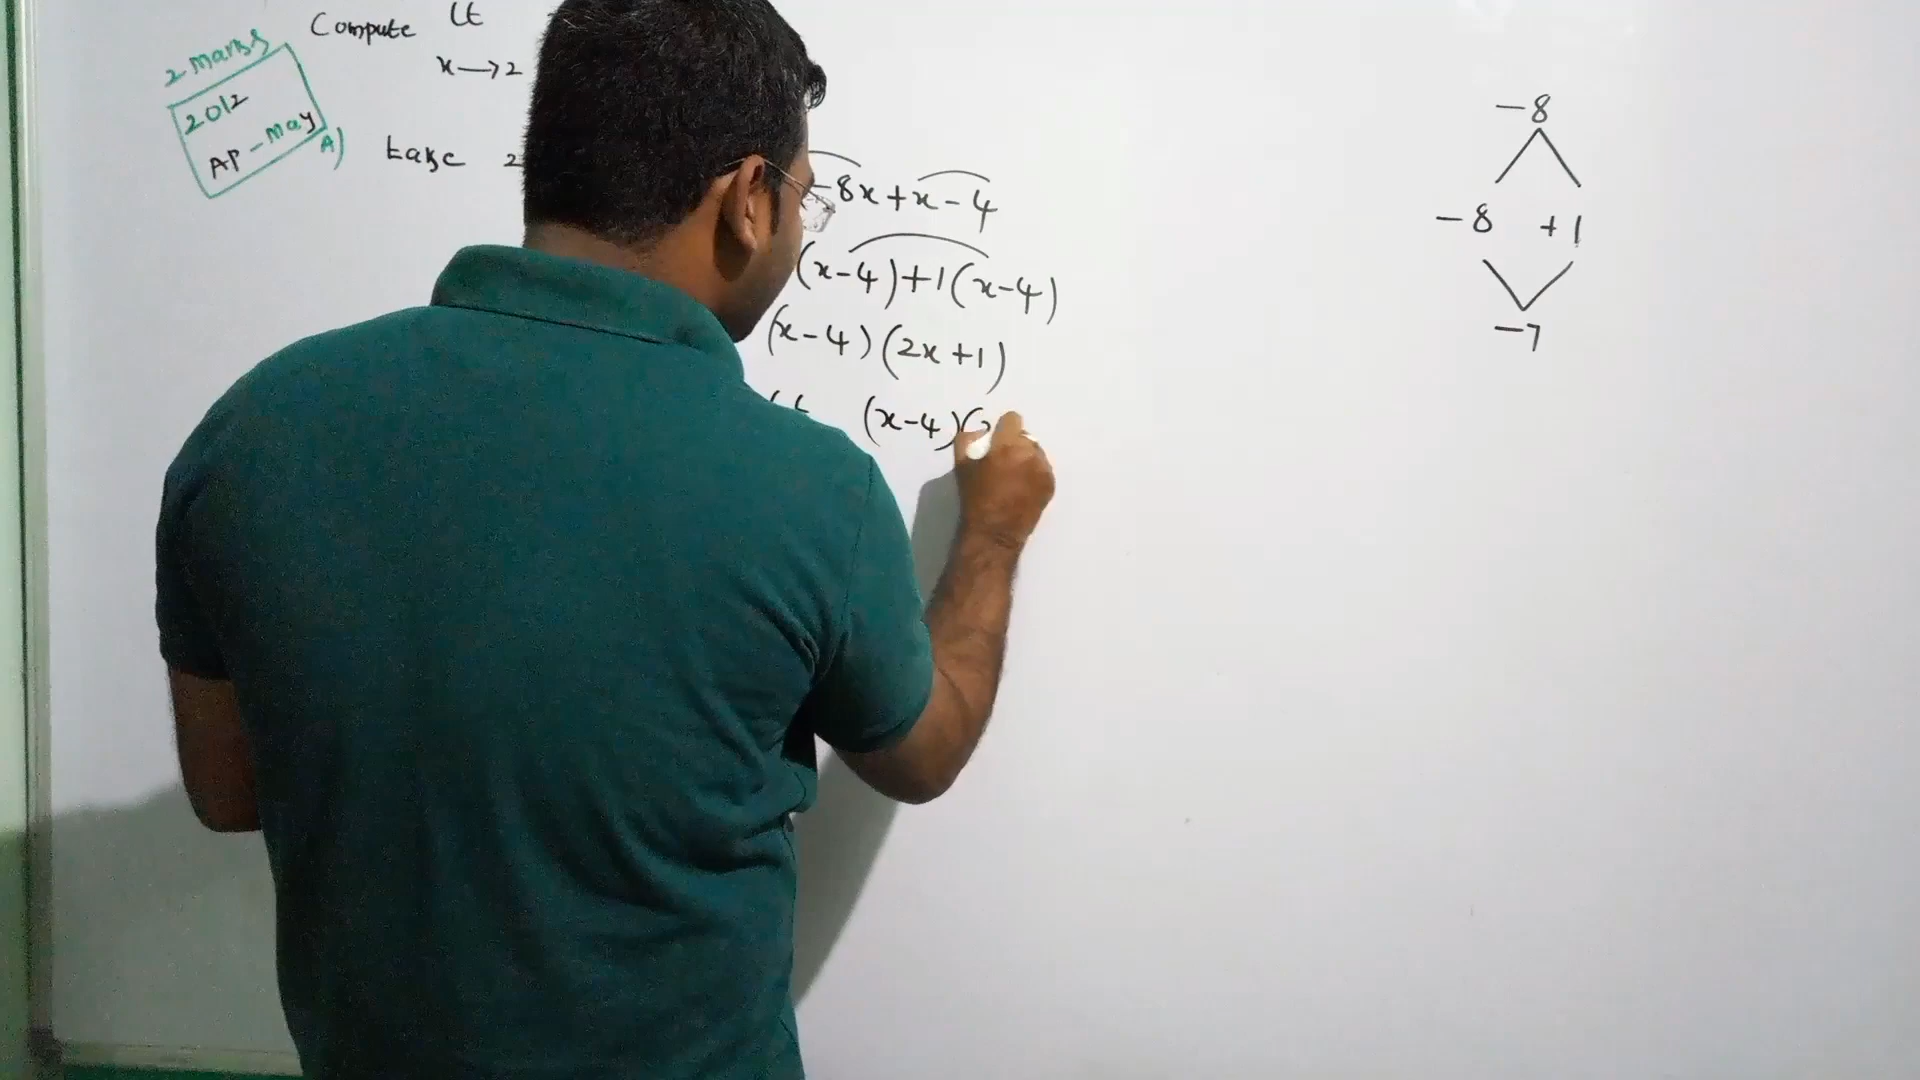 2 marks
2012
AP-May
Compute Lt
x→2
A) take 2
-8x+x-4
(x-4)+1(x-4)
(x-4)(2x+1)
(x-4)(2
-8
-8 +1
-7